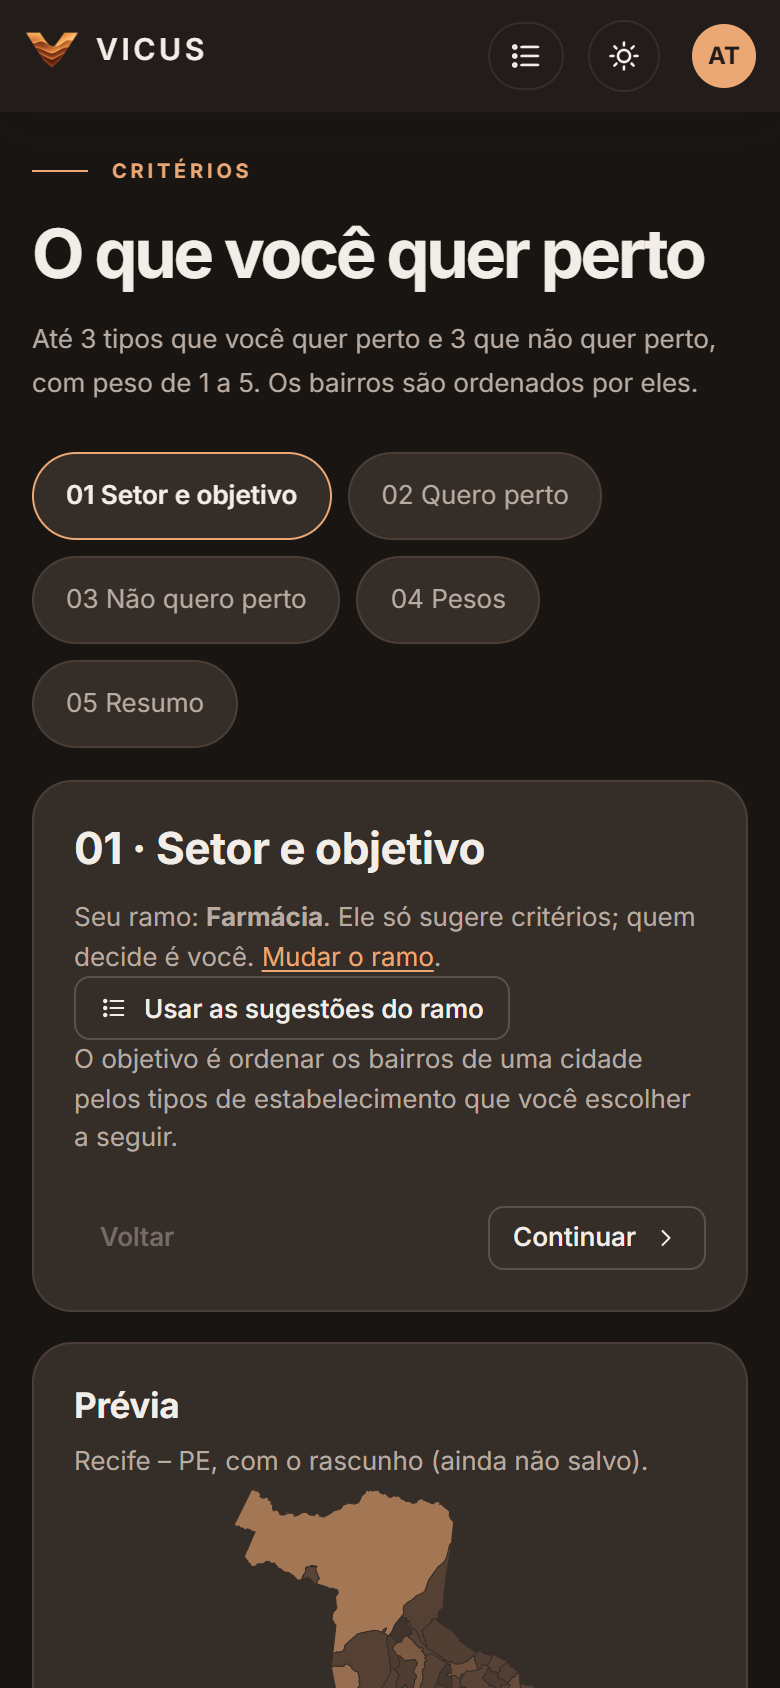 VICUS
AT
CRITÉRIOS
O que você quer perto
Até 3 tipos que você quer perto e 3 que não quer perto,
com peso de 1 a 5. Os bairros são ordenados por eles.
01 Setor e objetivo
02 Quero perto
03 Não quero perto
04 Pesos
05 Resumo
01 · Setor e objetivo
Seu ramo: Farmácia. Ele só sugere critérios; quem
decide é você. Mudar o ramo.
Usar as sugestões do ramo
O objetivo é ordenar os bairros de uma cidade
pelos tipos de estabelecimento que você escolher
a seguir.
Voltar
Continuar
Prévia
Recife – PE, com o rascunho (ainda não salvo).